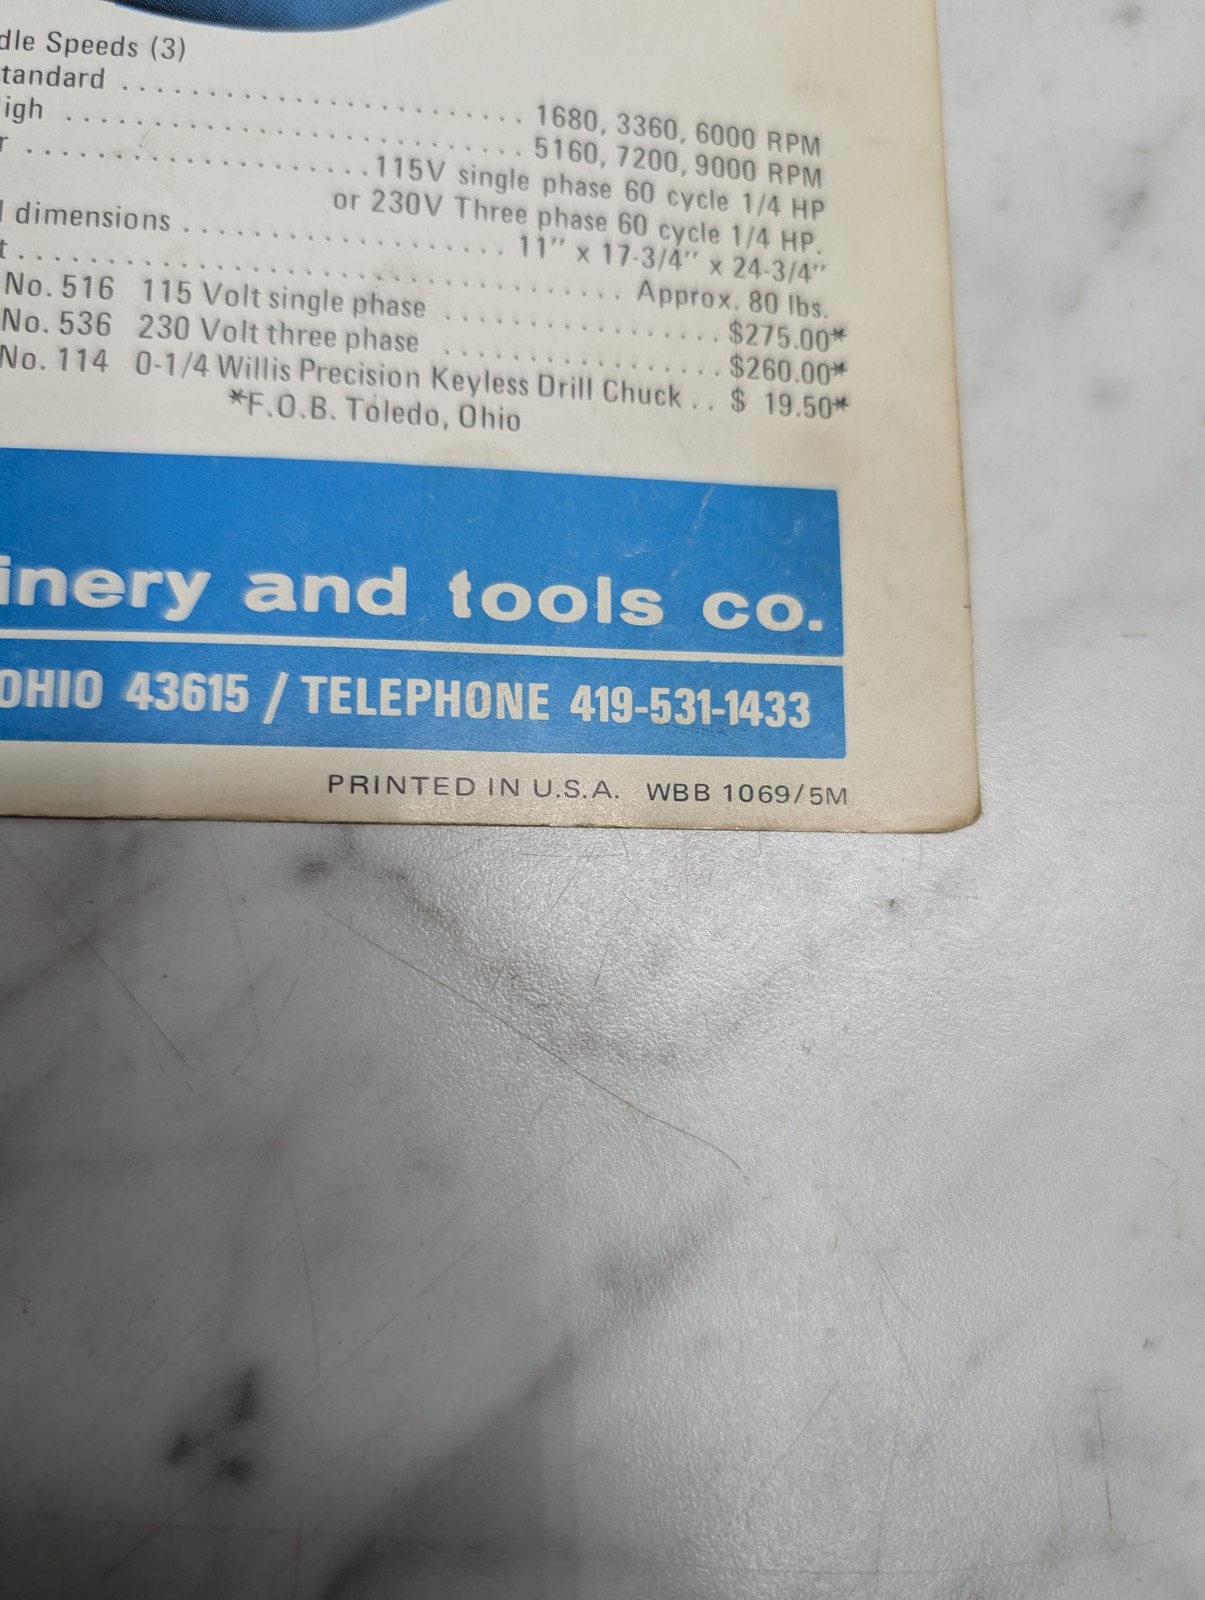 dle Speeds (3)
tandard . . . . . . . . . . . . . . . . . . . . . . . . 1680, 3360, 6000 RPM
igh . . . . . . . . . . . . . . . . . . . . . . . . . . . 5160, 7200, 9000 RPM
r . . . . . . . . . . . . . . . . . . . 115V single phase 60 cycle 1/4 HP
or 230V Three phase 60 cycle 1/4 HP.
l dimensions . . . . . . . . . . . . . . . . . . . 11" x 17-3/4" x 24-3/4"
t . . . . . . . . . . . . . . . . . . . . . . . . . . . . . . . Approx. 80 lbs.
No. 516 115 Volt single phase . . . . . . . . . . . . . . . . $275.00*
No. 536 230 Volt three phase . . . . . . . . . . . . . . . . $260.00*
No. 114 0-1/4 Willis Precision Keyless Drill Chuck . . $ 19.50*
*F.O.B. Toledo, Ohio
inery and tools co.
OHIO 43615 / TELEPHONE 419-531-1433
PRINTED IN U.S.A. WBB 1069/5M